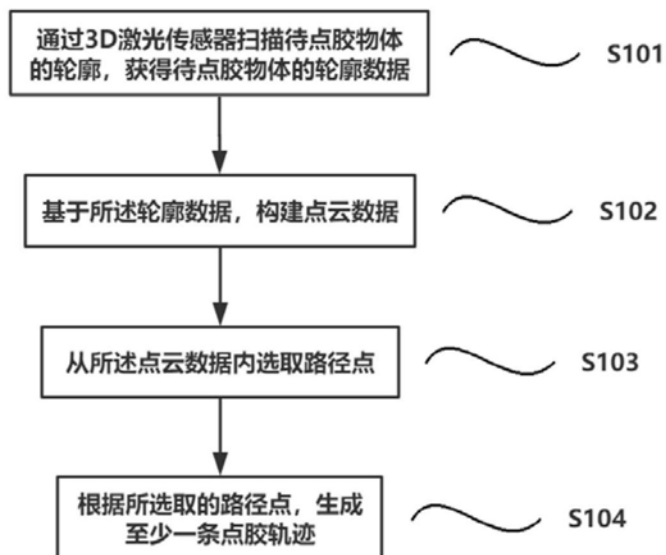 通过3D激光传感器扫描待点胶物体
的轮廓，获得待点胶物体的轮廓数据
S101
基于所述轮廓数据，构建点云数据
S102
从所述点云数据内选取路径点
S103
根据所选取的路径点，生成
至少一条点胶轨迹
S104